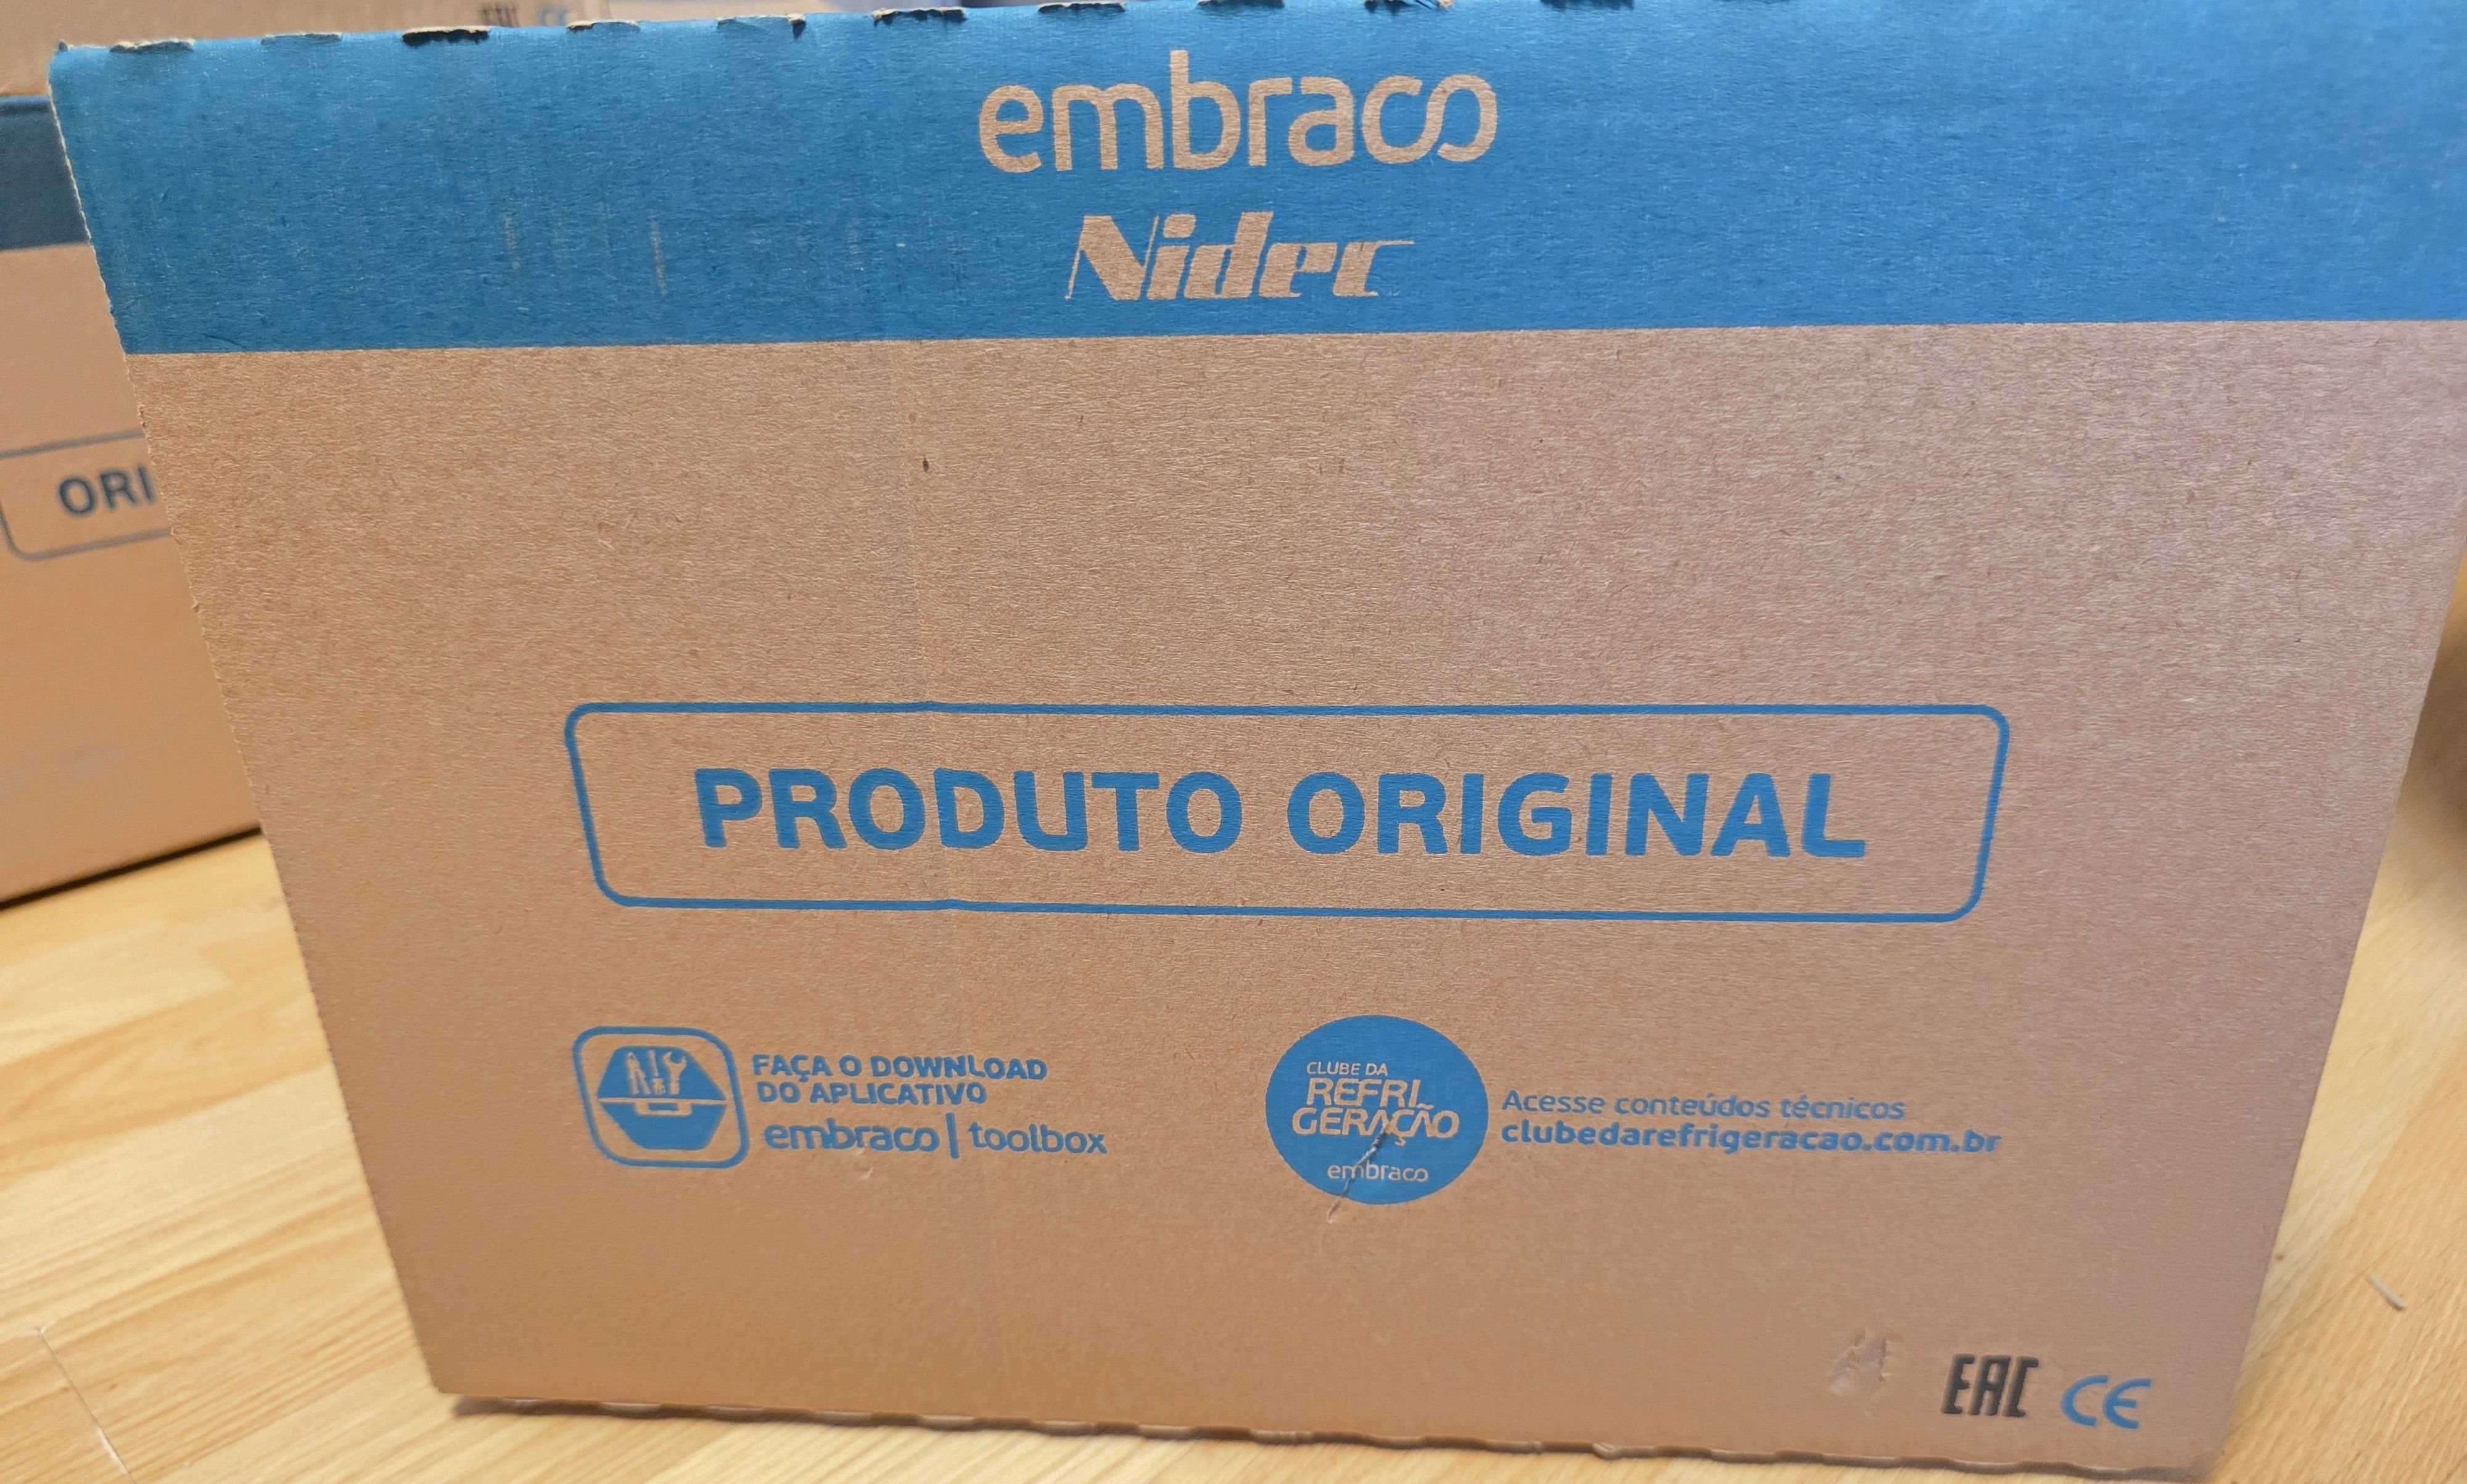 embraco
Nidec
ORI
PRODUTO ORIGINAL
FAÇA O DOWNLOAD
DO APLICATIVO
embraco | toolbox
CLUBE DA
REFRI
GERAÇÃO
embraco
Acesse conteúdos técnicos
clubedarefrigeracao.com.br
EAC CE